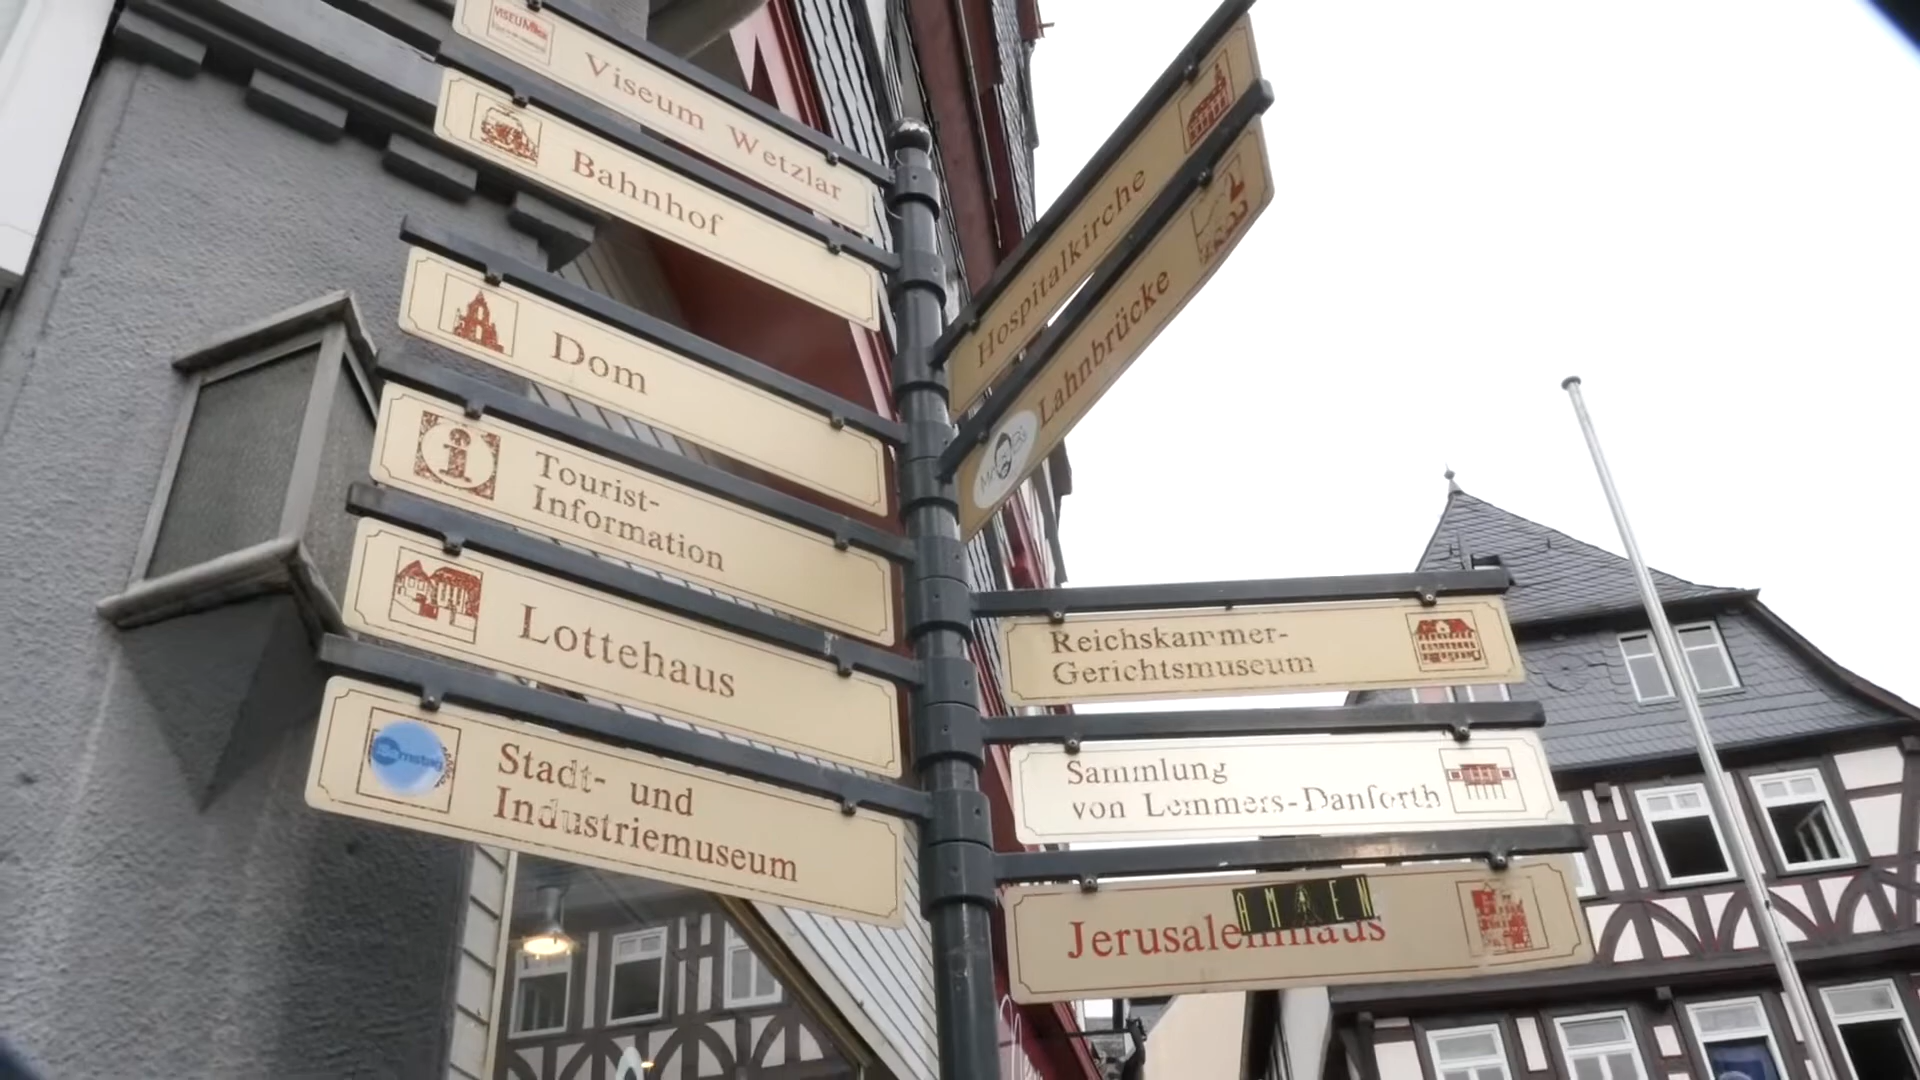 Viseum Wetzlar
Bahnhof
Dom
Tourist-
Information
Lottehaus
Stadt- und
Industriemuseum
Hospitalkirche
Lahnbrücke
Reichskammer-
Gerichtsmuseum
Sammlung
von Lemmers-Danforth
AMEN
Jerusalemhaus